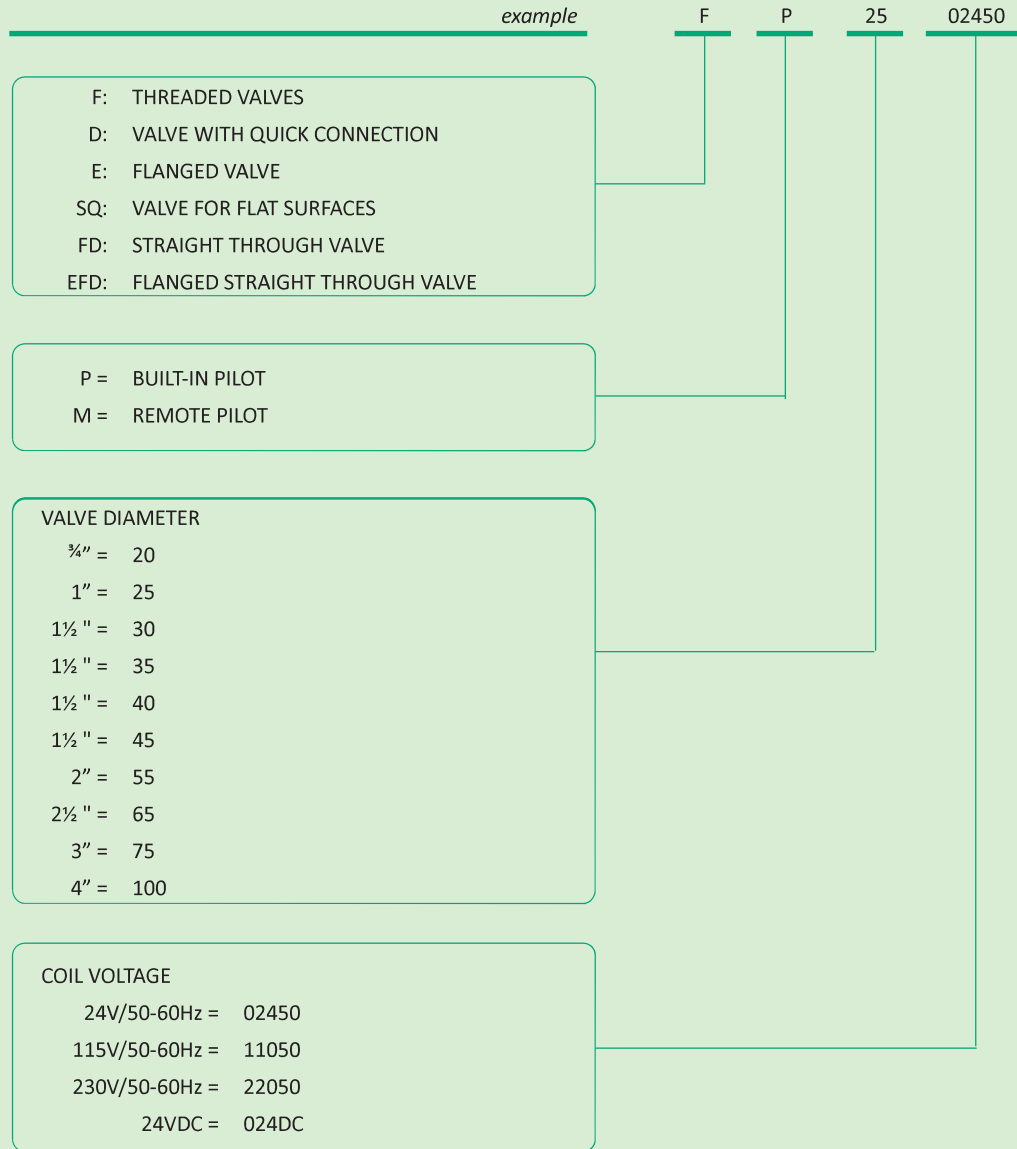 example F P 25 02450
F: THREADED VALVES
D: VALVE WITH QUICK CONNECTION
E: FLANGED VALVE
SQ: VALVE FOR FLAT SURFACES
FD: STRAIGHT THROUGH VALVE
EFD: FLANGED STRAIGHT THROUGH VALVE
P = BUILT-IN PILOT
M = REMOTE PILOT
VALVE DIAMETER
¾” = 20
1” = 25
1½ " = 30
1½ " = 35
1½ " = 40
1½ " = 45
2” = 55
2½ " = 65
3” = 75
4” = 100
COIL VOLTAGE
24V/50-60Hz = 02450
115V/50-60Hz = 11050
230V/50-60Hz = 22050
24VDC = 024DC